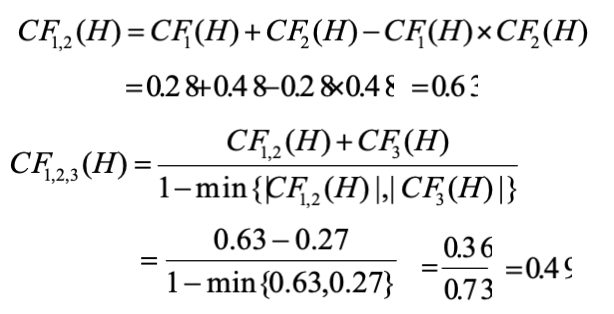 CF₁,₂(H) = CF₁(H) + CF₂(H) − CF₁(H) × CF₂(H)
= 0.28 + 0.48 − 0.28 × 0.48 = 0.63
CF₁,₂,₃(H) = (CF₁,₂(H) + CF₃(H)) / (1 − min{|CF₁,₂(H)|,|CF₃(H)|})
= (0.63 − 0.27) / (1 − min{0.63,0.27}) = 0.36 / 0.73 = 0.49